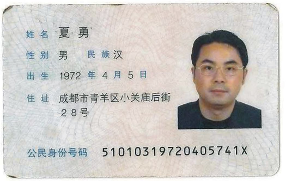 姓名 夏勇
性别 男 民族 汉
出生 1972 年 4 月 5 日
住址 成都市青羊区小关庙后街
28号
公民身份号码 51010319720405741X